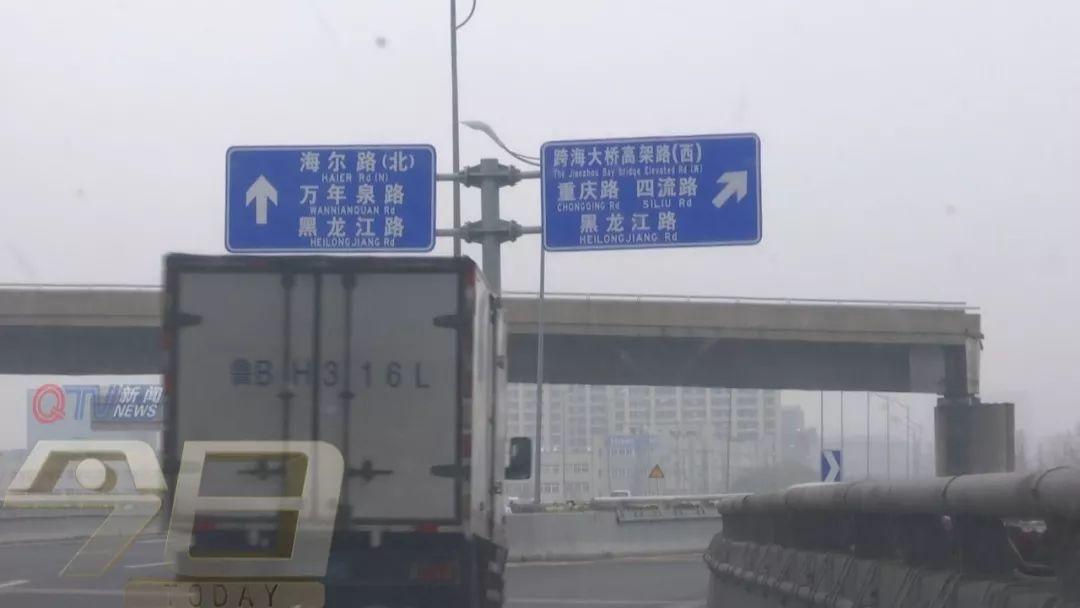 海尔路(北)
HAIER Rd (N)
万年泉路
WANNIANQUAN Rd
黑龙江路
HEILONGJIANG Rd
跨海大桥高架路(西)
The Jiaozhou Bay Bridge Elevated Rd (W)
重庆路 四流路
CHONGQING Rd SILIU Rd
黑龙江路
HEILONGJIANG Rd
鲁B H316L
QTV 新闻
NEWS
今日
TODAY